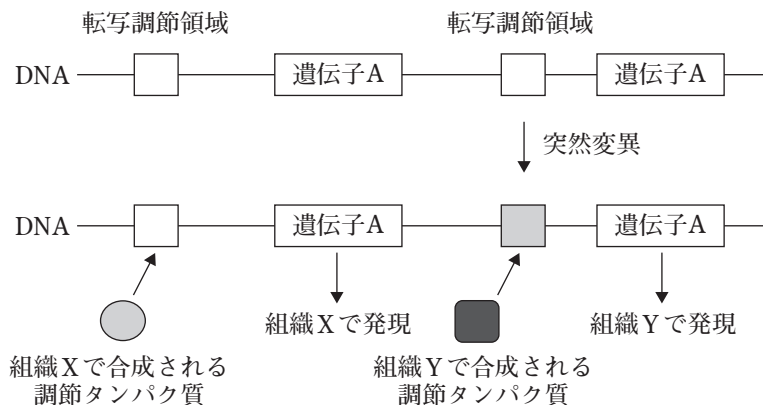 転写調節領域 転写調節領域
DNA 遺伝子A 遺伝子A
突然変異
DNA 遺伝子A 遺伝子A
組織Xで発現 組織Yで発現
組織Xで合成される 組織Yで合成される
調節タンパク質 調節タンパク質